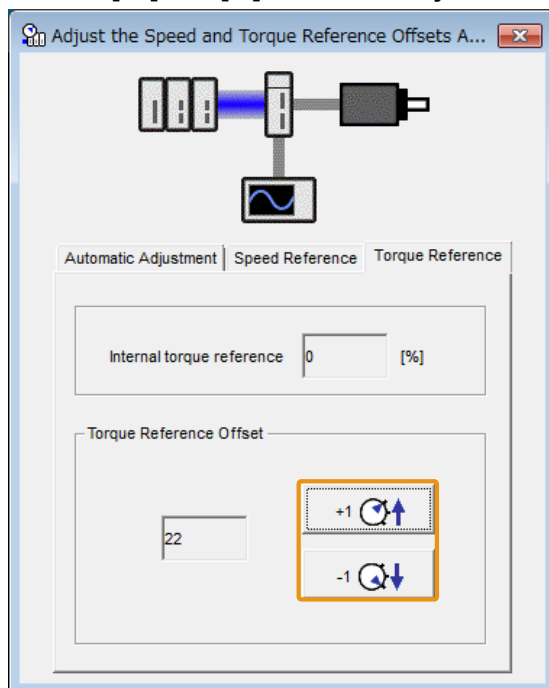 Adjust the Speed and Torque Reference Offsets A...
Automatic Adjustment Speed Reference Torque Reference
Internal torque reference 0 [%]
Torque Reference Offset
+1
22
-1